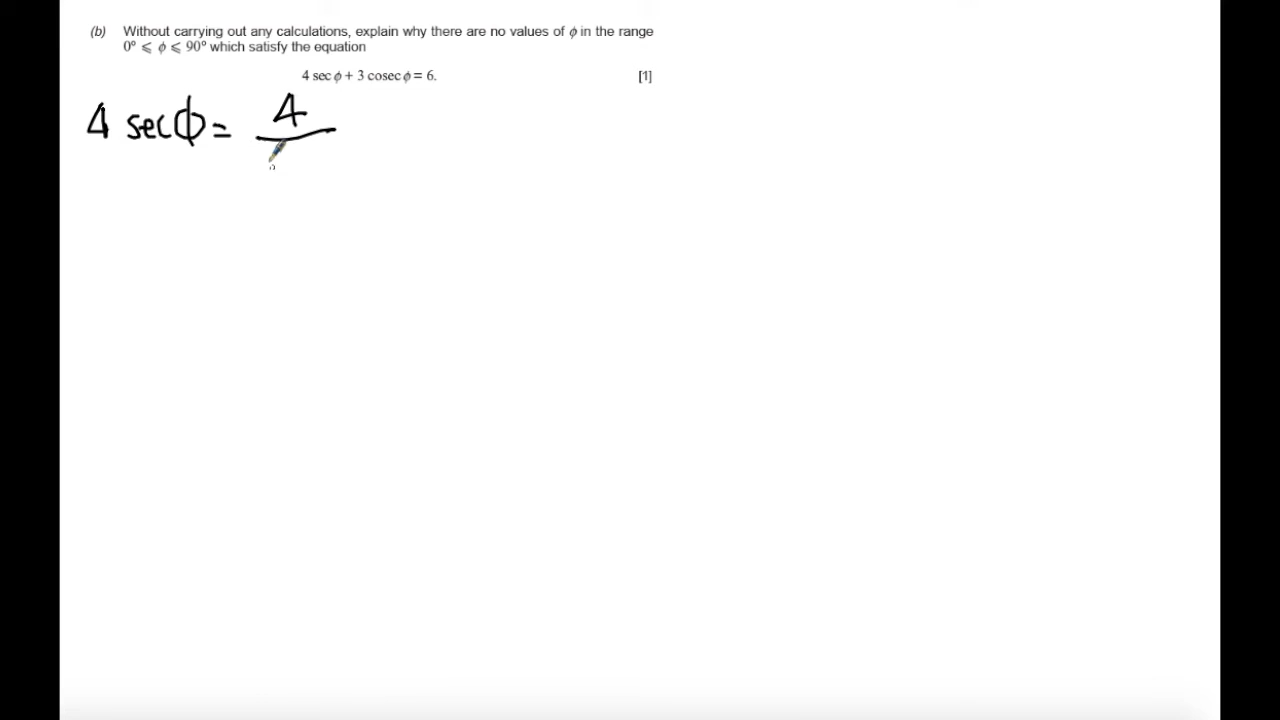 (b) Without carrying out any calculations, explain why there are no values of ϕ in the range
0° ⩽ ϕ ⩽ 90° which satisfy the equation
4 sec ϕ + 3 cosec ϕ = 6. [1]
4 secϕ = 4